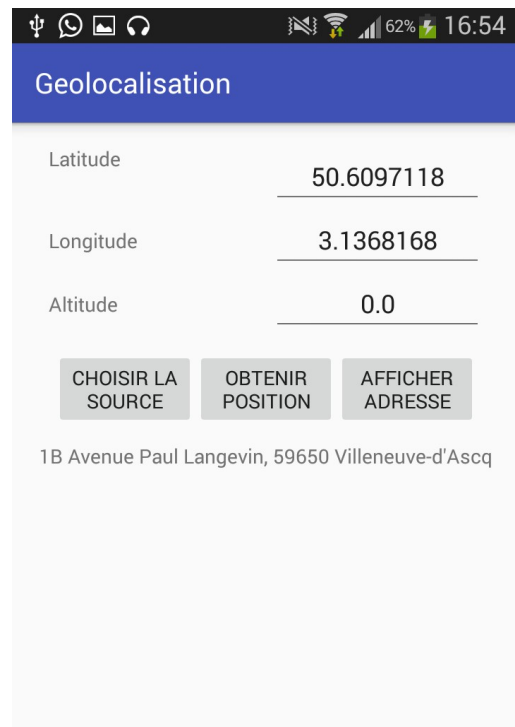 62% 16:54
Geolocalisation
Latitude 50.6097118
Longitude 3.1368168
Altitude 0.0
CHOISIR LA SOURCE
OBTENIR POSITION
AFFICHER ADRESSE
1B Avenue Paul Langevin, 59650 Villeneuve-d'Ascq